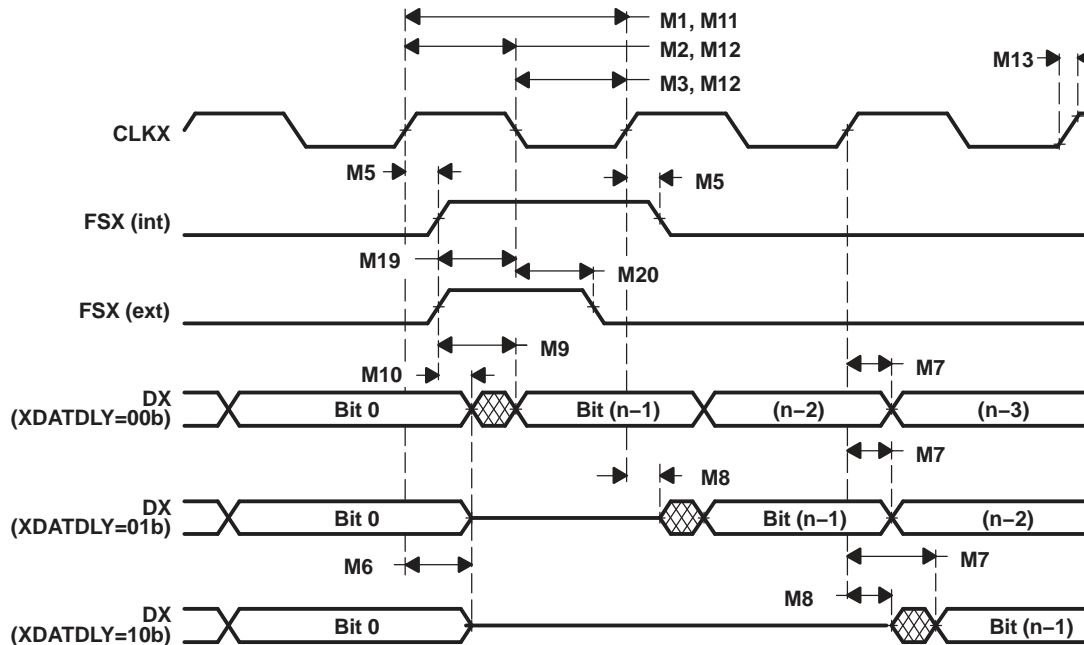 M1, M11
M2, M12
M13
M3, M12
CLKX
M5
M5
FSX (int)
M19
M20
FSX (ext)
M9
M10
M7
DX
(XDATDLY=00b)
Bit 0
Bit (n−1)
(n−2)
(n−3)
M7
M8
DX
(XDATDLY=01b)
Bit 0
Bit (n−1)
(n−2)
M6
M7
M8
DX
(XDATDLY=10b)
Bit 0
Bit (n−1)